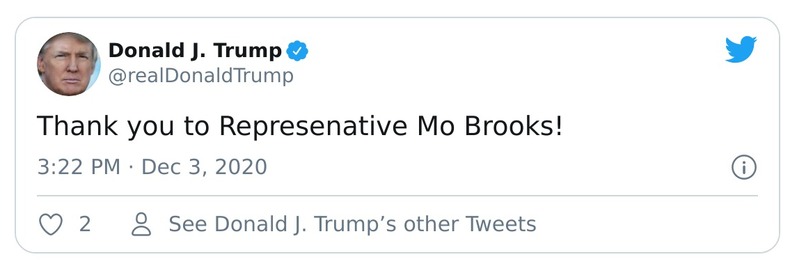 Donald J. Trump
@realDonaldTrump
Thank you to Represenative Mo Brooks!
3:22 PM · Dec 3, 2020
2 See Donald J. Trump’s other Tweets